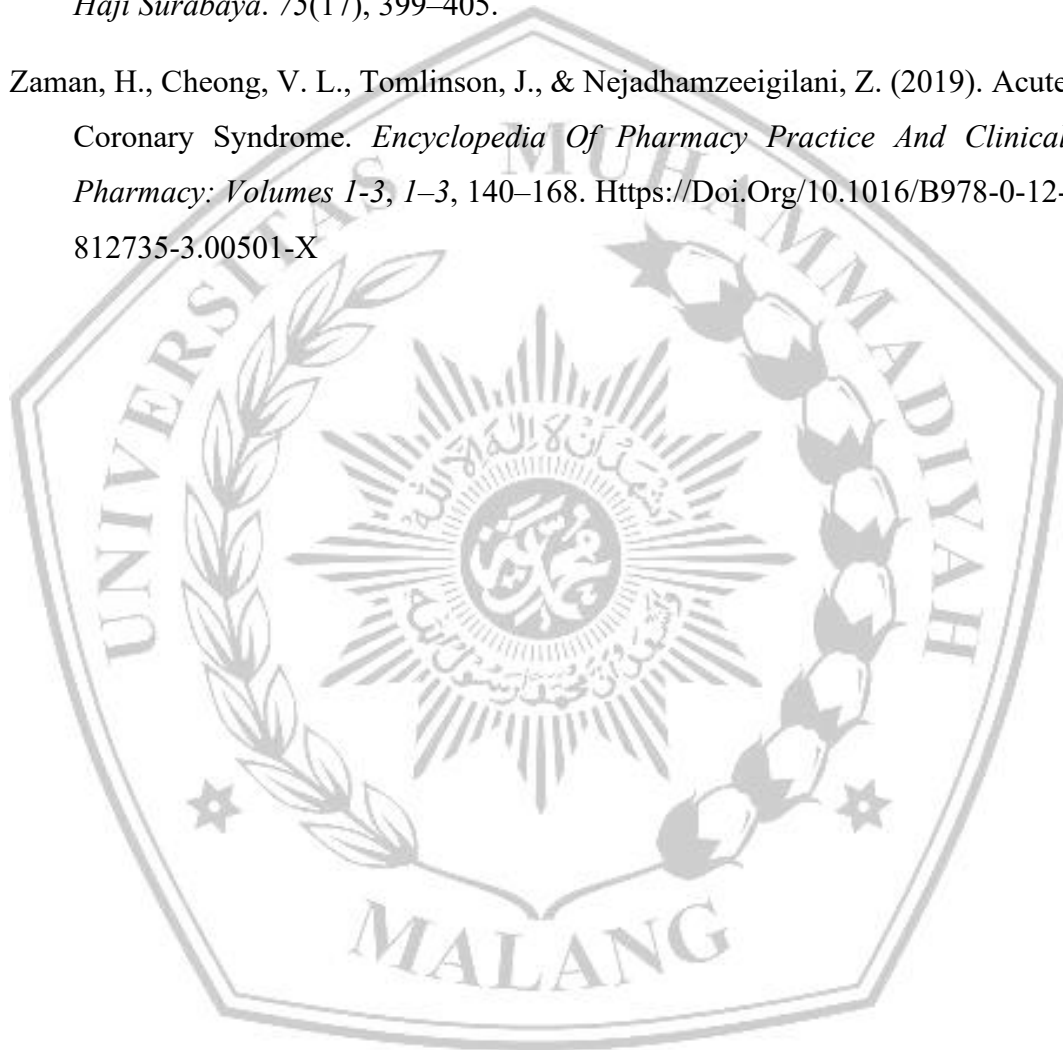 Haji Surabaya. 75(17), 399–405.
Zaman, H., Cheong, V. L., Tomlinson, J., & Nejadhamzeeigilani, Z. (2019). Acute
Coronary Syndrome. Encyclopedia Of Pharmacy Practice And Clinical
Pharmacy: Volumes 1-3, 1–3, 140–168. Https://Doi.Org/10.1016/B978-0-12-
812735-3.00501-X
UNIVERSITAS MUHAMMADIYAH
MALANG